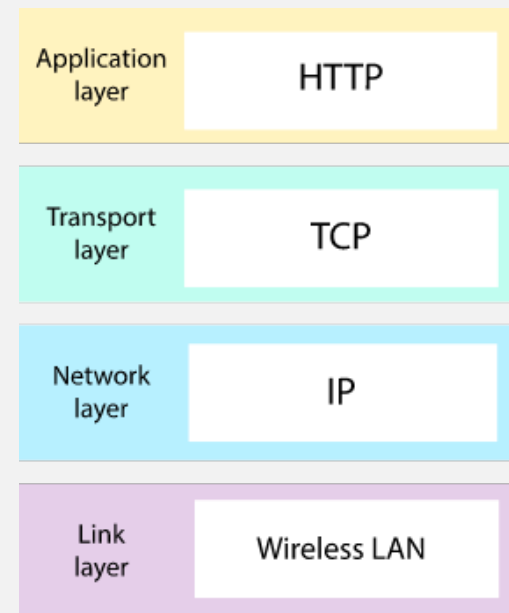 Application
layer
HTTP
Transport
layer
TCP
Network
layer
IP
Link
layer
Wireless LAN